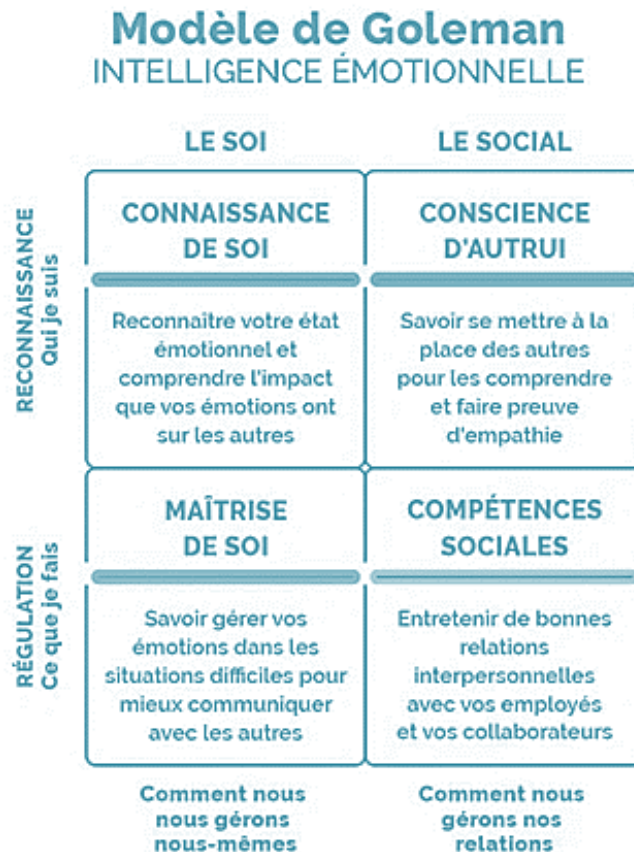 Modèle de Goleman
INTELLIGENCE ÉMOTIONNELLE
LE SOI
LE SOCIAL
RECONNAISSANCE
Qui je suis
CONNAISSANCE
DE SOI
Reconnaître votre état
émotionnel et
comprendre l'impact
que vos émotions ont
sur les autres
CONSCIENCE
D'AUTRUI
Savoir se mettre à la
place des autres
pour les comprendre
et faire preuve
d'empathie
RÉGULATION
Ce que je fais
MAÎTRISE
DE SOI
Savoir gérer vos
émotions dans les
situations difficiles pour
mieux communiquer
avec les autres
COMPÉTENCES
SOCIALES
Entretenir de bonnes
relations
interpersonnelles
avec vos employés
et vos collaborateurs
Comment nous
nous gérons
nous-mêmes
Comment nous
gérons nos
relations